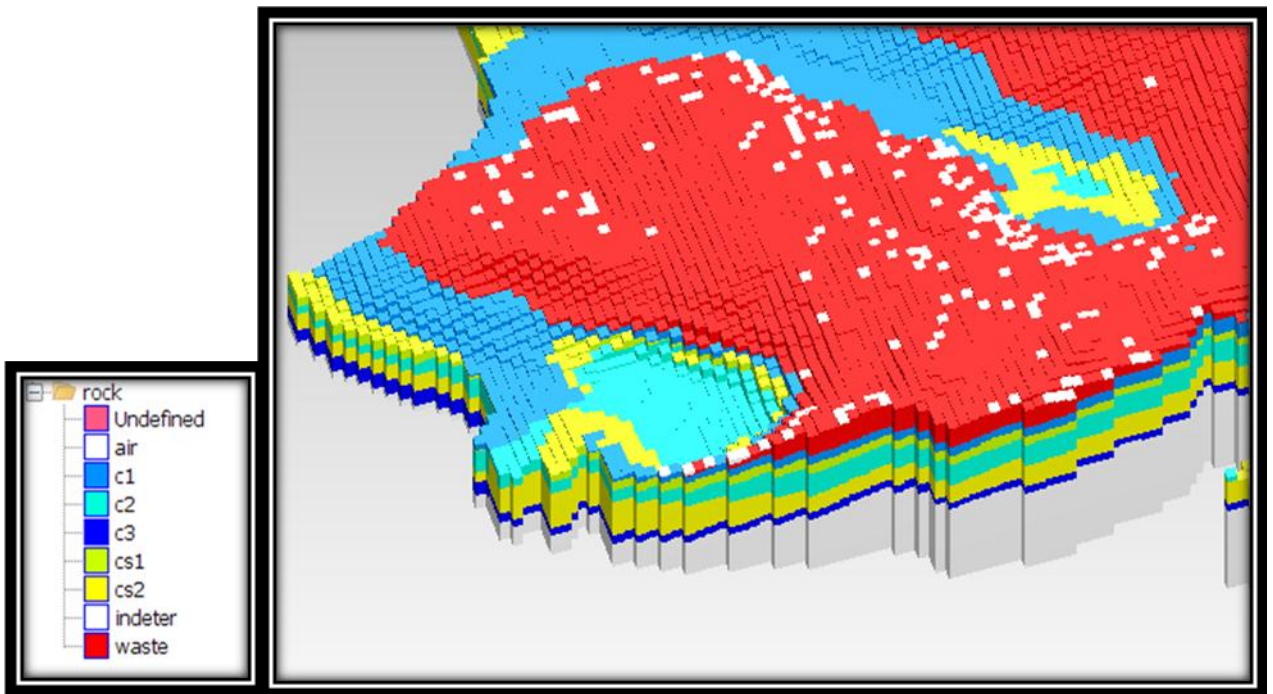 rock
Undefined
air
c1
c2
c3
cs1
cs2
indeter
waste